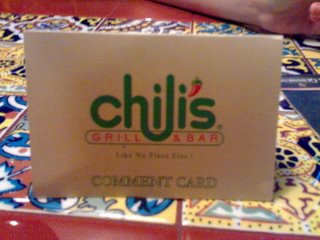 chili's®
GRILL & BAR
Like No Place Else!
COMMENT CARD